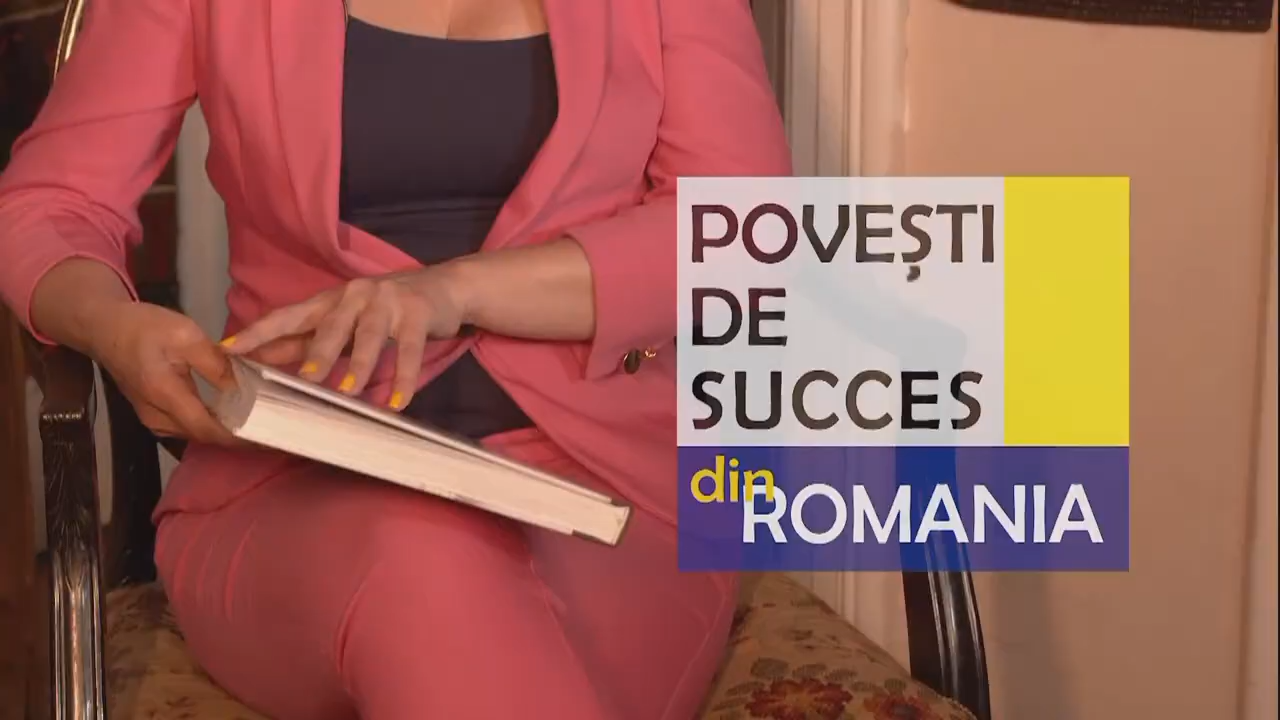 POVEȘTI
DE
SUCCES
din
ROMANIA